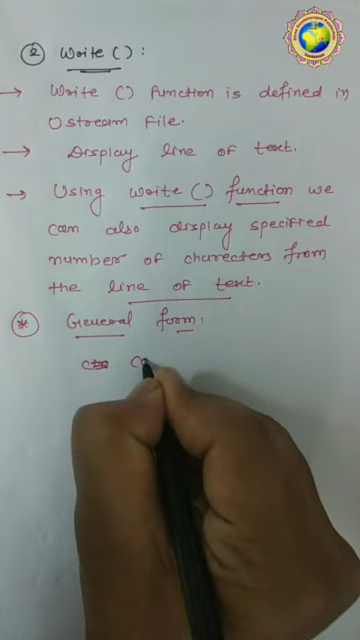 ② Write () :
→ Write () function is defined in
Ostream file.
→ Display line of text.
→ Using write () function we
can also display specified
number of charecters from
the line of text.
* General form :